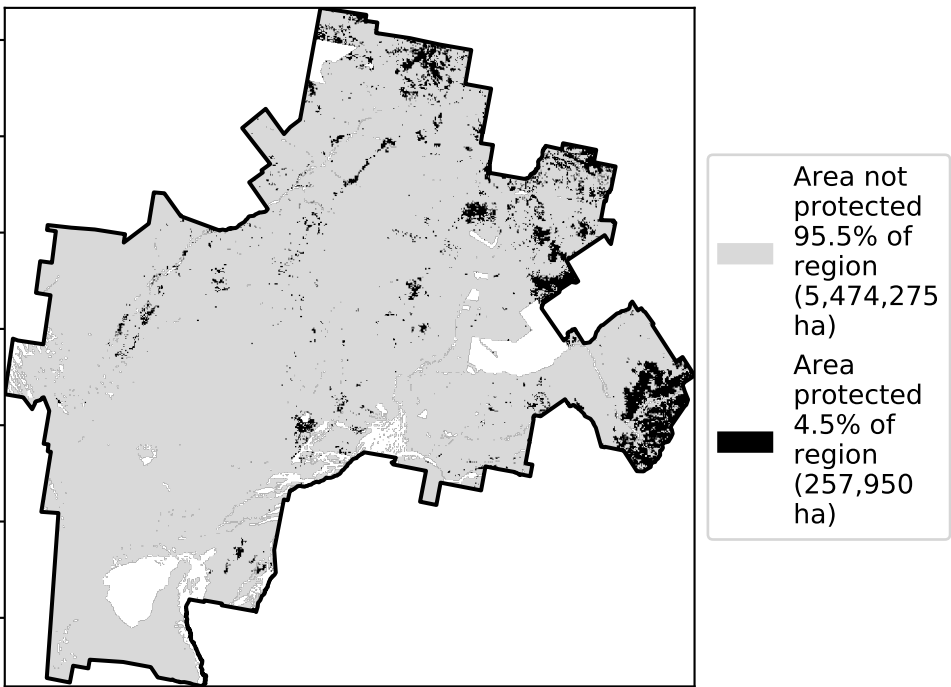 Area not
protected
95.5% of
region
(5,474,275
ha)
Area
protected
4.5% of
region
(257,950
ha)